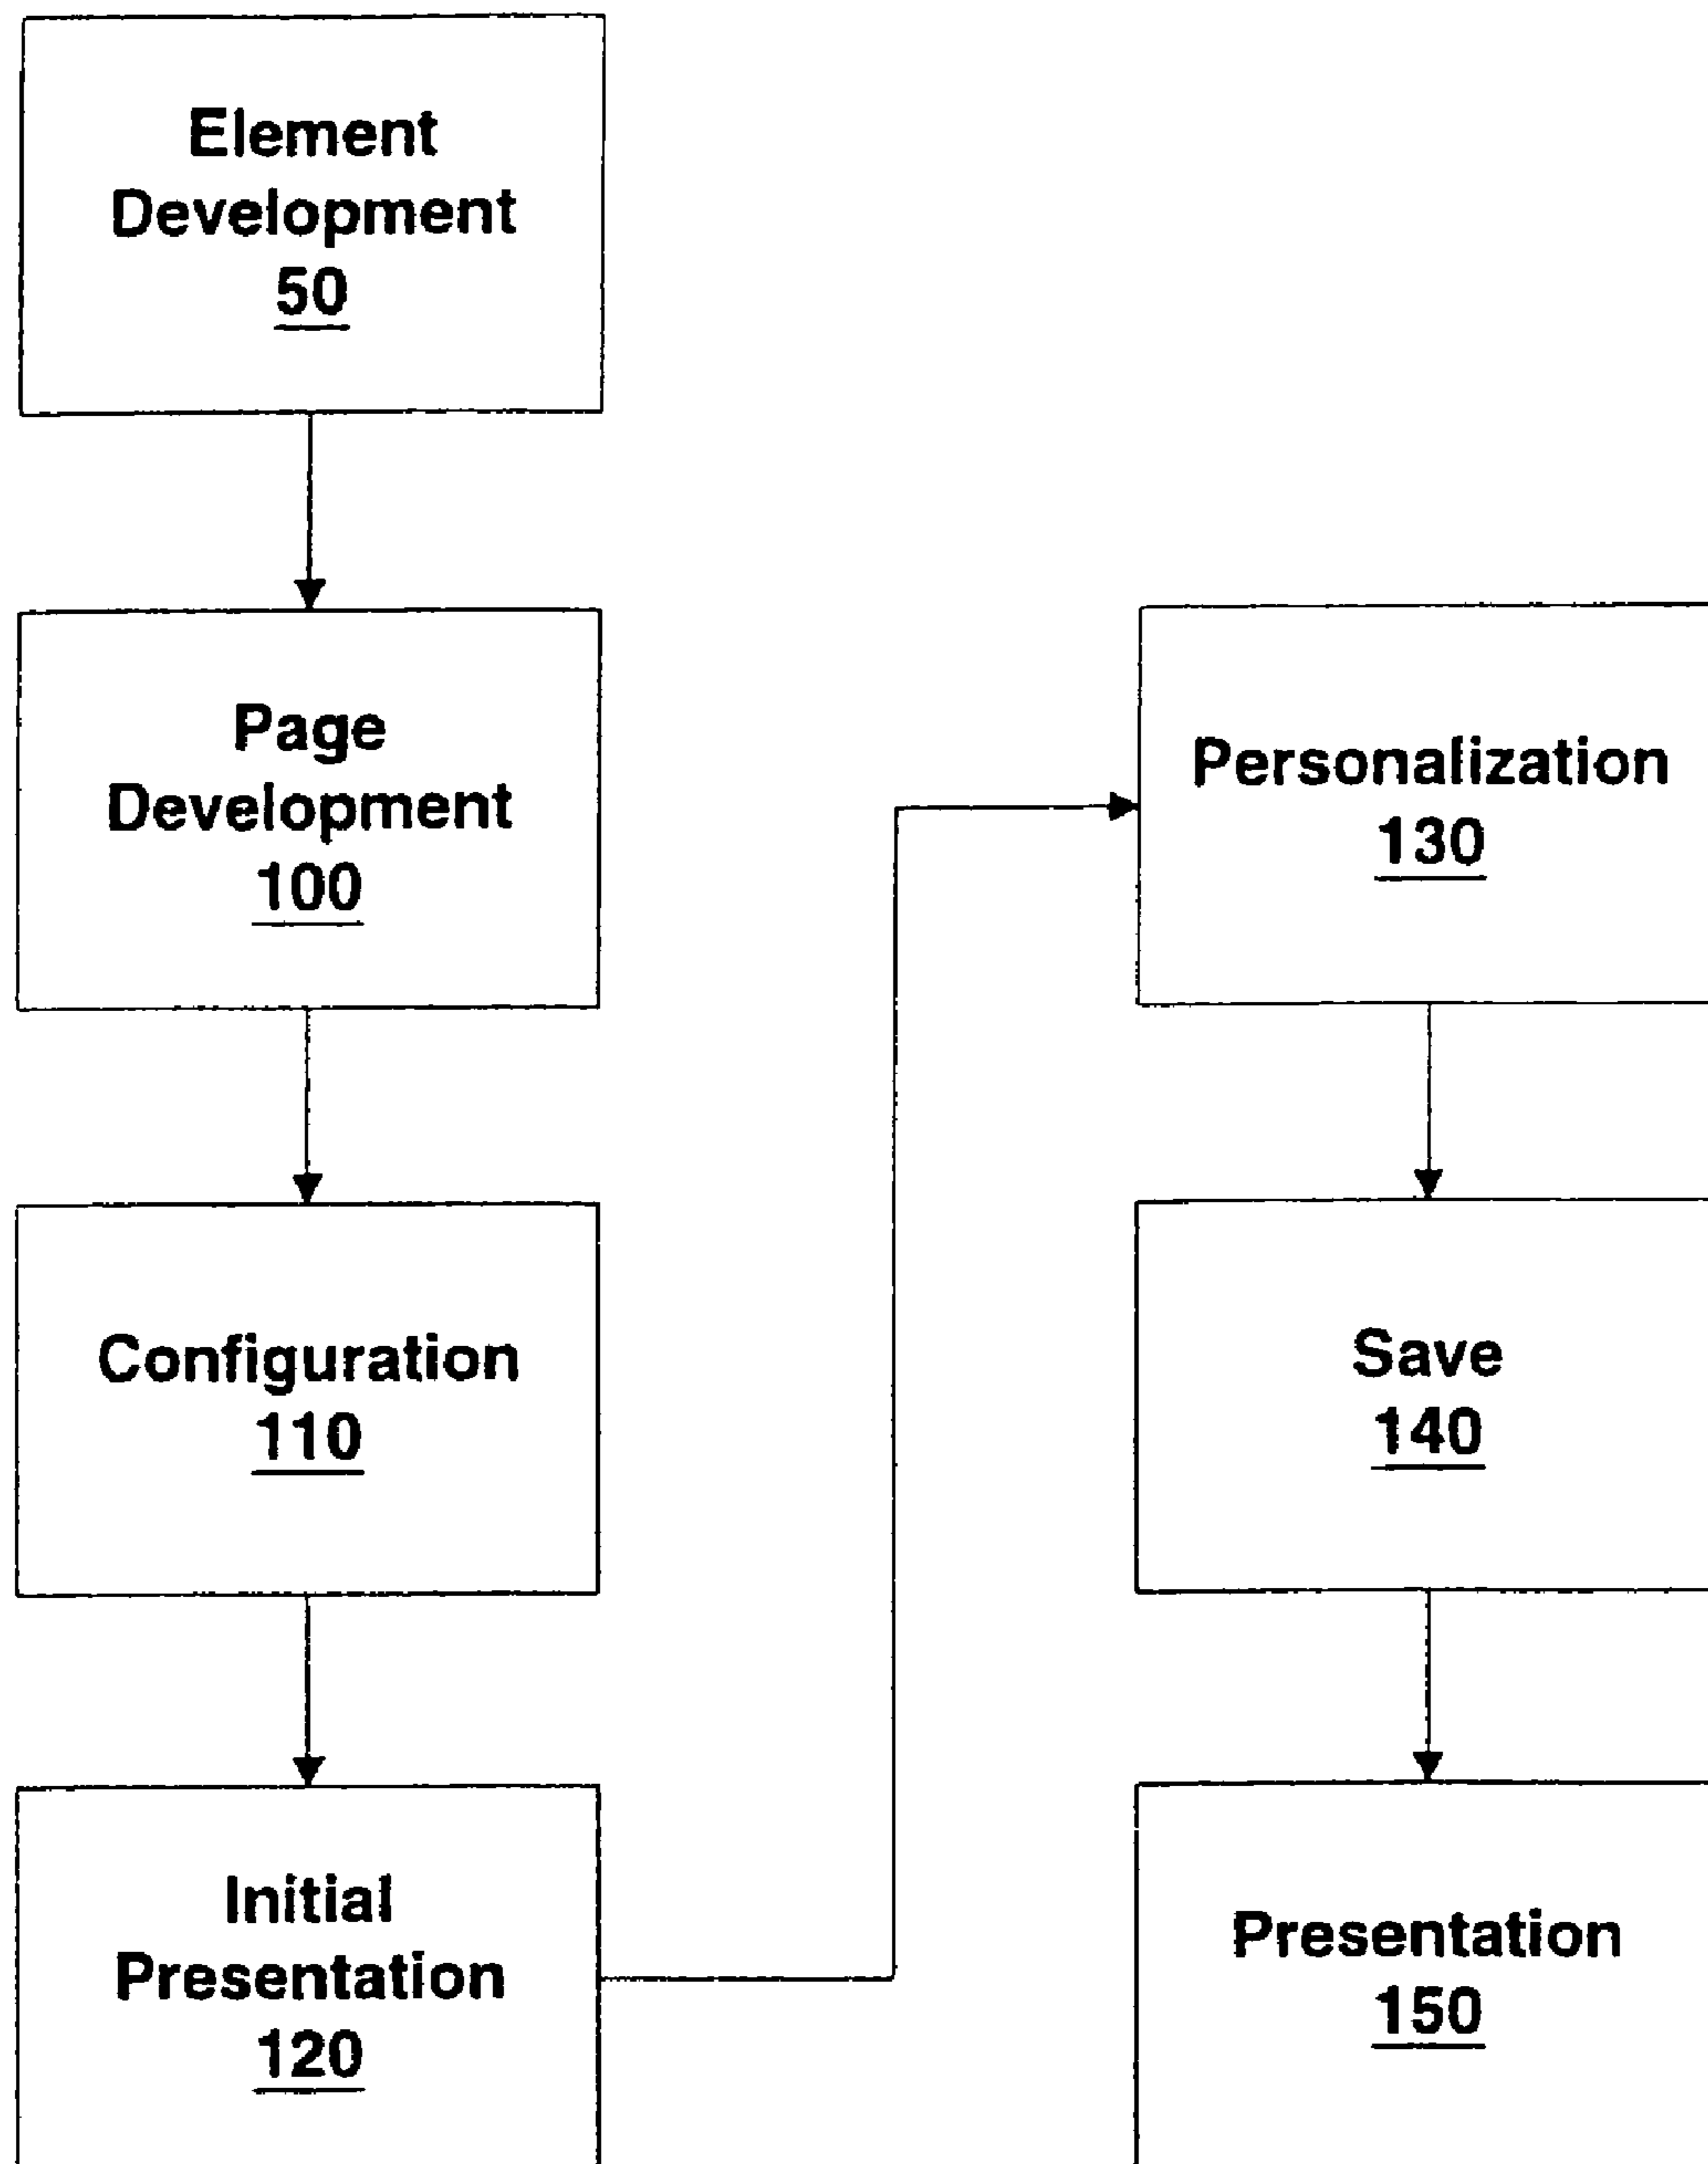 Element
Development
50
Page
Development
100
Configuration
110
Initial
Presentation
120
Personalization
130
Save
140
Presentation
150